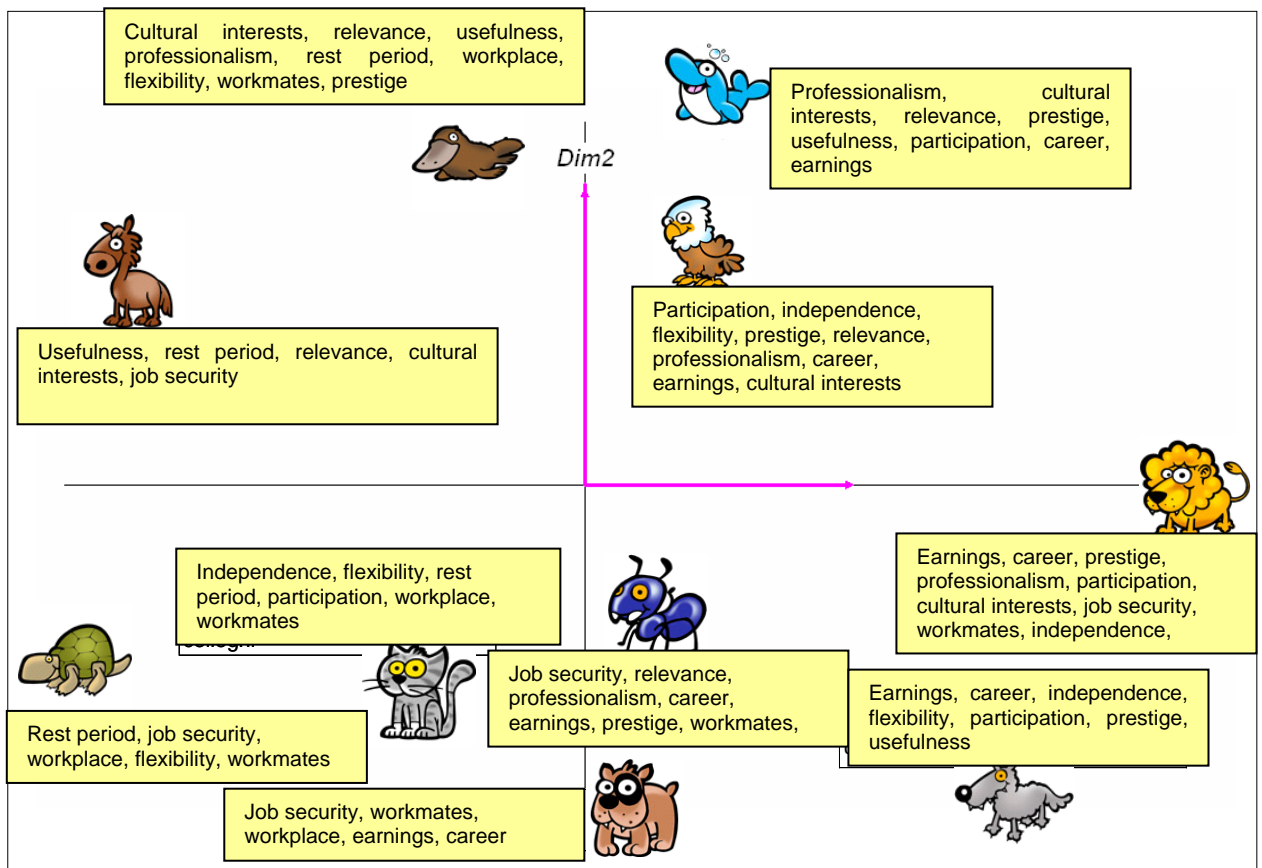 Cultural interests, relevance, usefulness,
professionalism, rest period, workplace,
flexibility, workmates, prestige
Professionalism, cultural
interests, relevance, prestige,
usefulness, participation, career,
earnings
Dim2
Participation, independence,
flexibility, prestige, relevance,
professionalism, career,
earnings, cultural interests
Usefulness, rest period, relevance, cultural
interests, job security
Earnings, career, prestige,
professionalism, participation,
cultural interests, job security,
workmates, independence,
Independence, flexibility, rest
period, participation, workplace,
workmates
Job security, relevance,
professionalism, career,
earnings, prestige, workmates,
Earnings, career, independence,
flexibility, participation, prestige,
usefulness
Rest period, job security,
workplace, flexibility, workmates
Job security, workmates,
workplace, earnings, career